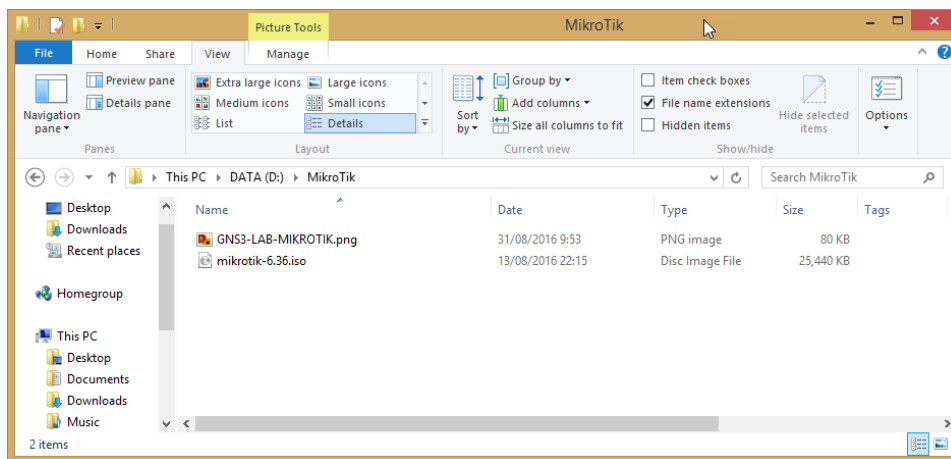 Picture Tools
MikroTik
File Home Share View Manage
Navigation pane
Preview pane
Details pane
Panes
Extra large icons Large icons
Medium icons Small icons
List Details
Layout
Sort by
Group by
Add columns
Size all columns to fit
Current view
Item check boxes
File name extensions
Hidden items
Hide selected items
Show/hide
Options
This PC DATA (D:) MikroTik
Search MikroTik
Desktop
Downloads
Recent places
Homegroup
This PC
Desktop
Documents
Downloads
Music
Name Date Type Size Tags
GNS3-LAB-MIKROTIK.png 31/08/2016 9:53 PNG image 80 KB
mikrotik-6.36.iso 13/08/2016 22:15 Disc Image File 25,440 KB
2 items